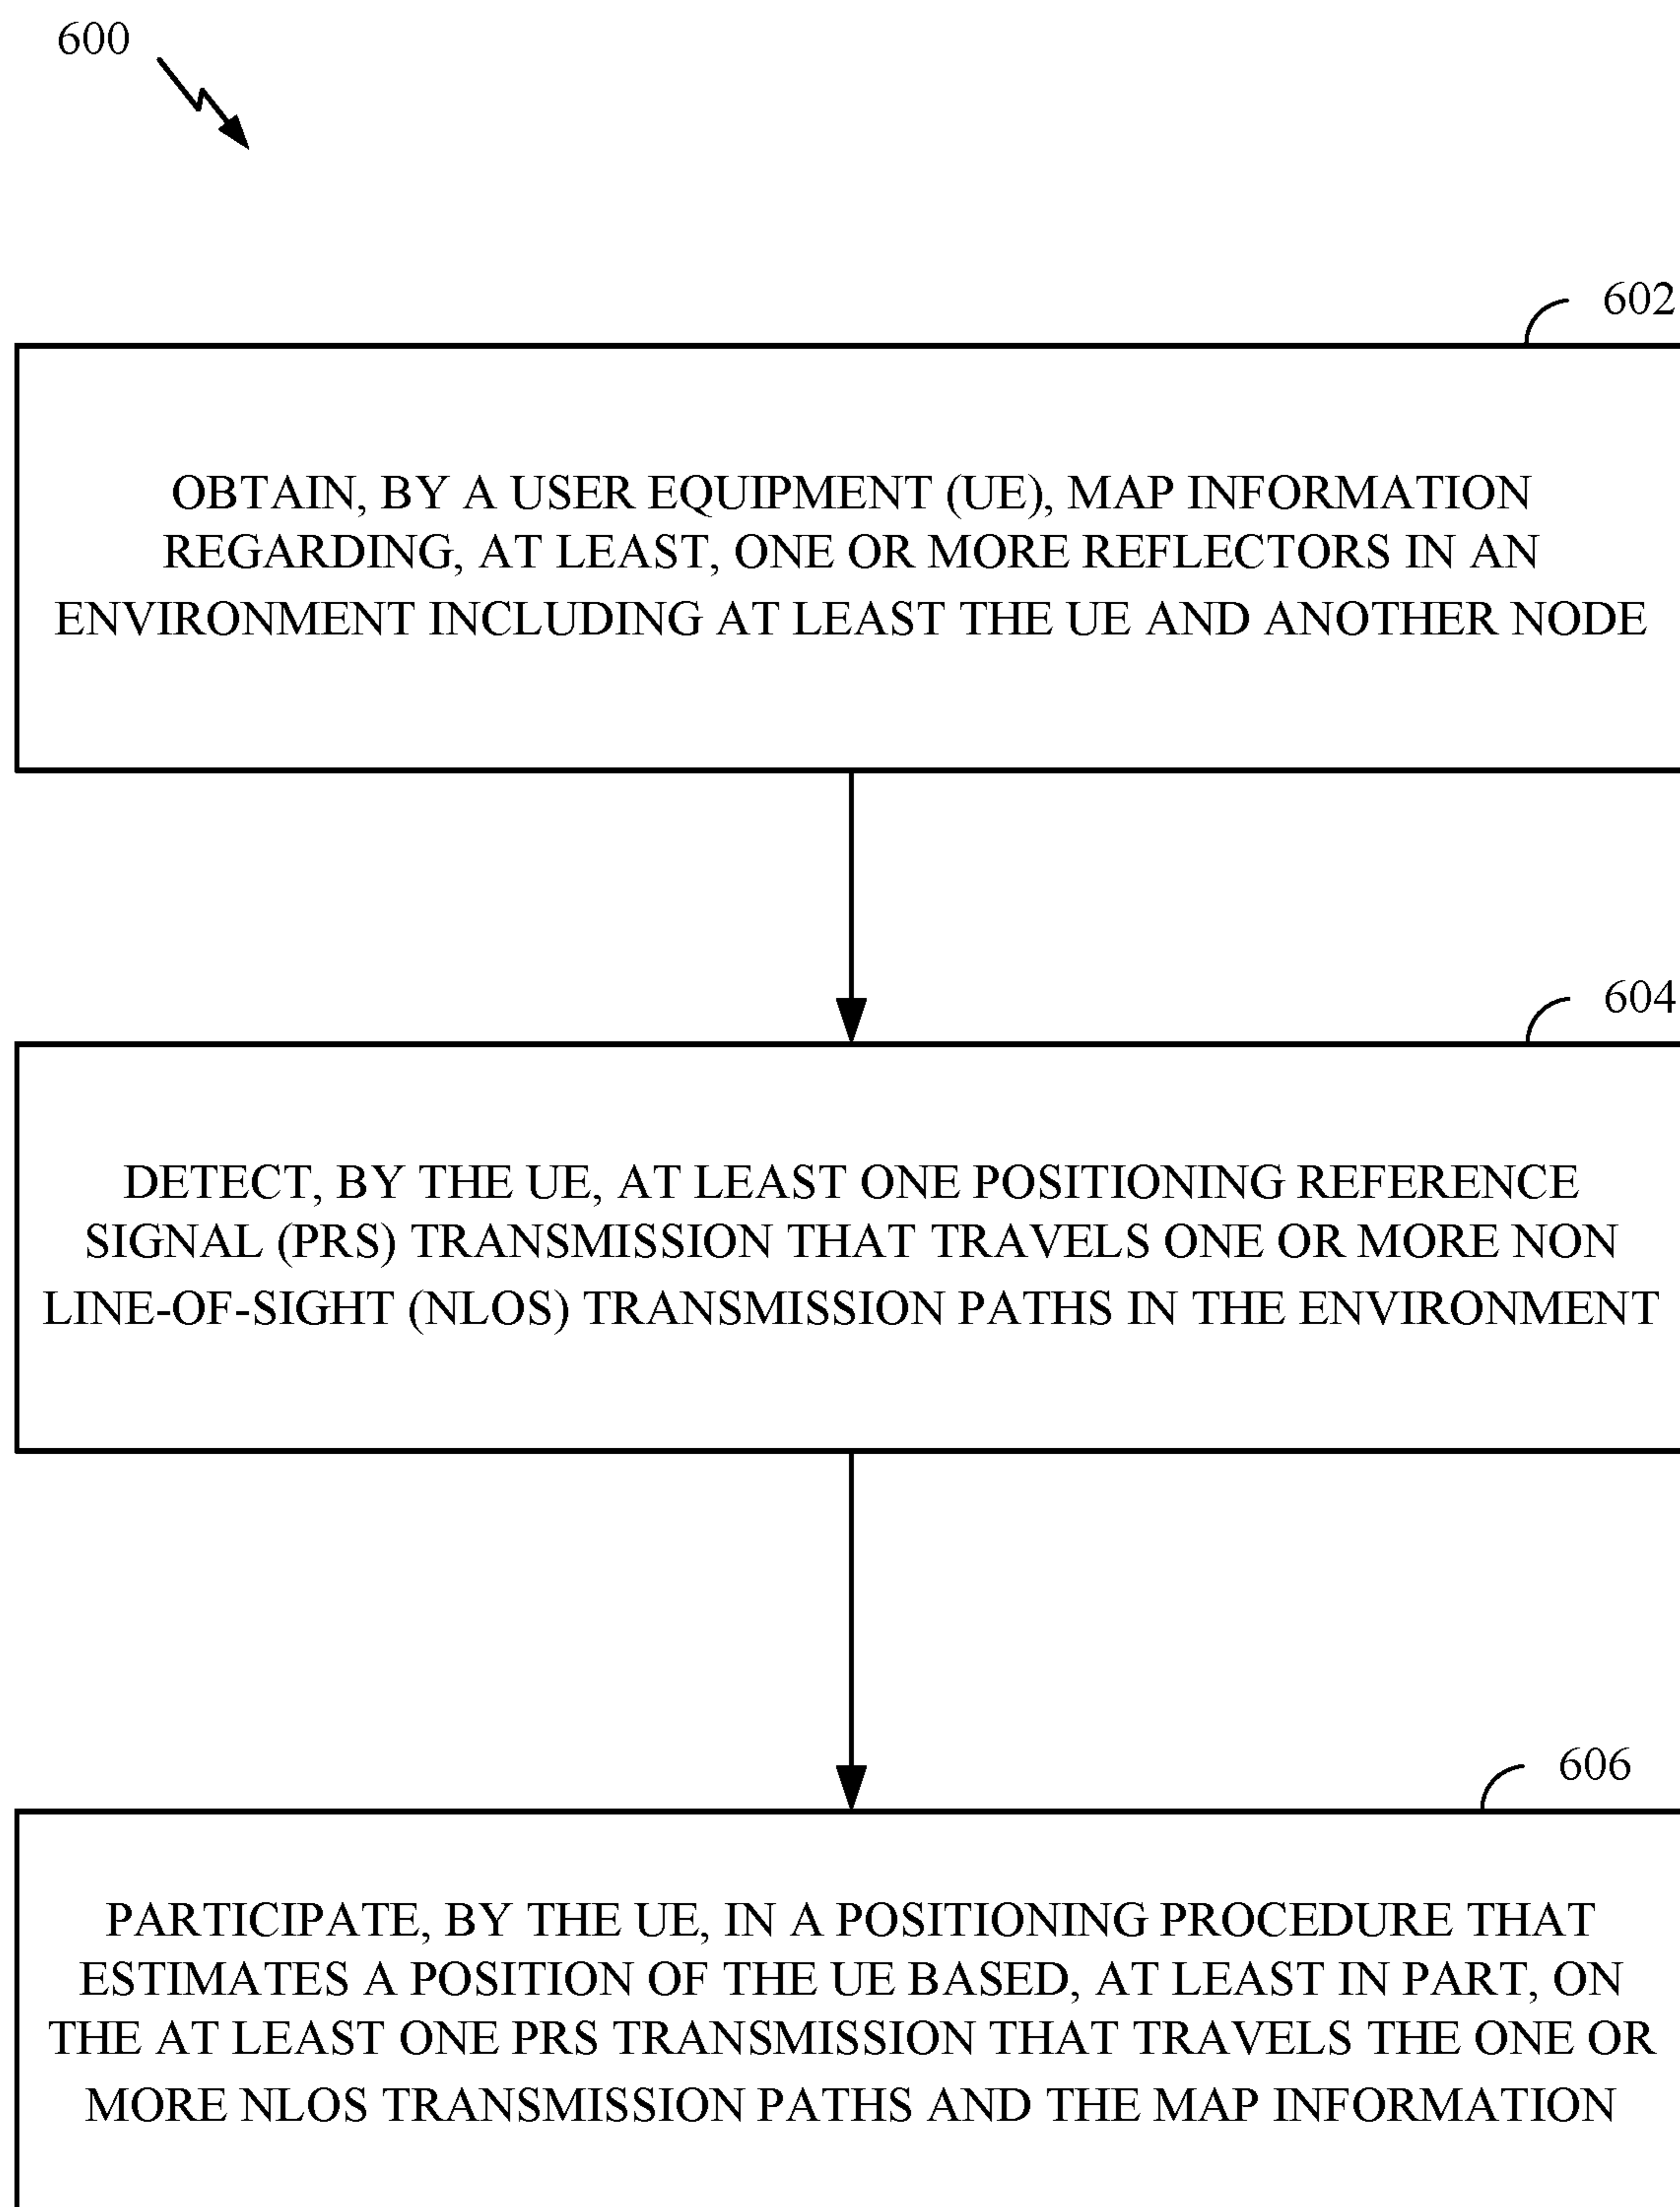 600
602
OBTAIN, BY A USER EQUIPMENT (UE), MAP INFORMATION
REGARDING, AT LEAST, ONE OR MORE REFLECTORS IN AN
ENVIRONMENT INCLUDING AT LEAST THE UE AND ANOTHER NODE
604
DETECT, BY THE UE, AT LEAST ONE POSITIONING REFERENCE
SIGNAL (PRS) TRANSMISSION THAT TRAVELS ONE OR MORE NON
LINE-OF-SIGHT (NLOS) TRANSMISSION PATHS IN THE ENVIRONMENT
606
PARTICIPATE, BY THE UE, IN A POSITIONING PROCEDURE THAT
ESTIMATES A POSITION OF THE UE BASED, AT LEAST IN PART, ON
THE AT LEAST ONE PRS TRANSMISSION THAT TRAVELS THE ONE OR
MORE NLOS TRANSMISSION PATHS AND THE MAP INFORMATION